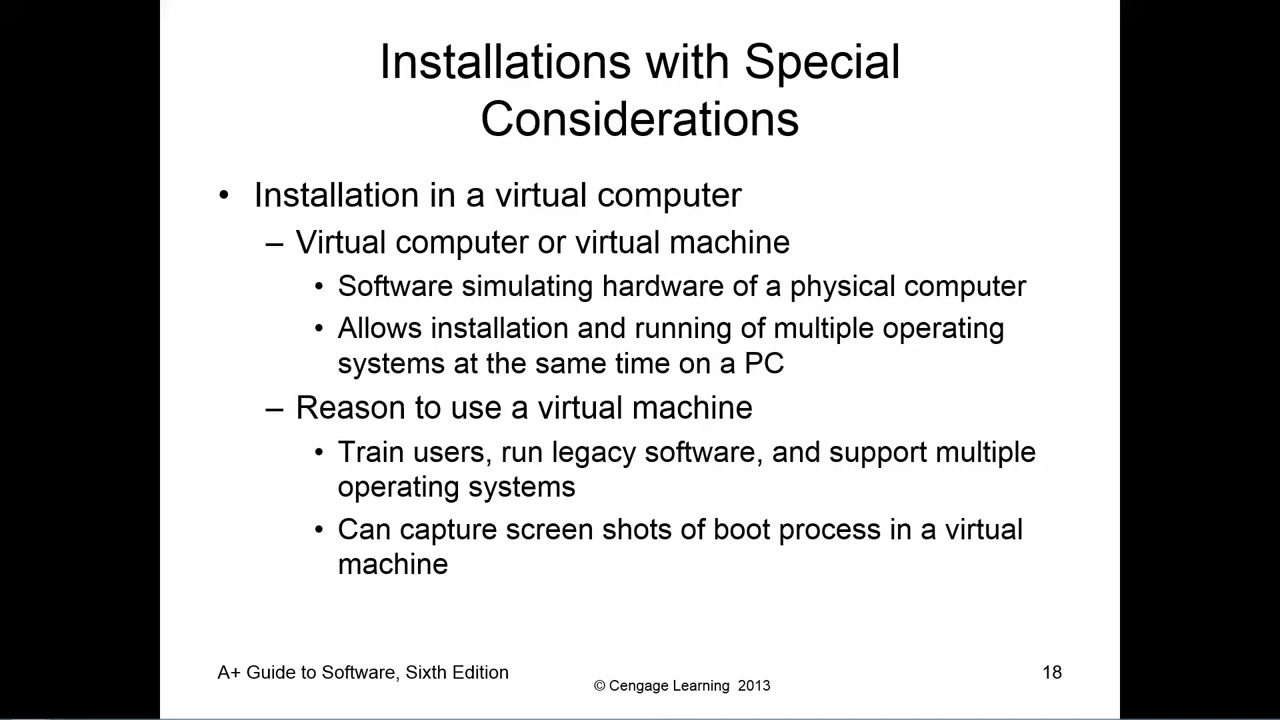 Installations with Special
Considerations
• Installation in a virtual computer
– Virtual computer or virtual machine
• Software simulating hardware of a physical computer
• Allows installation and running of multiple operating
systems at the same time on a PC
– Reason to use a virtual machine
• Train users, run legacy software, and support multiple
operating systems
• Can capture screen shots of boot process in a virtual
machine
A+ Guide to Software, Sixth Edition
© Cengage Learning 2013
18